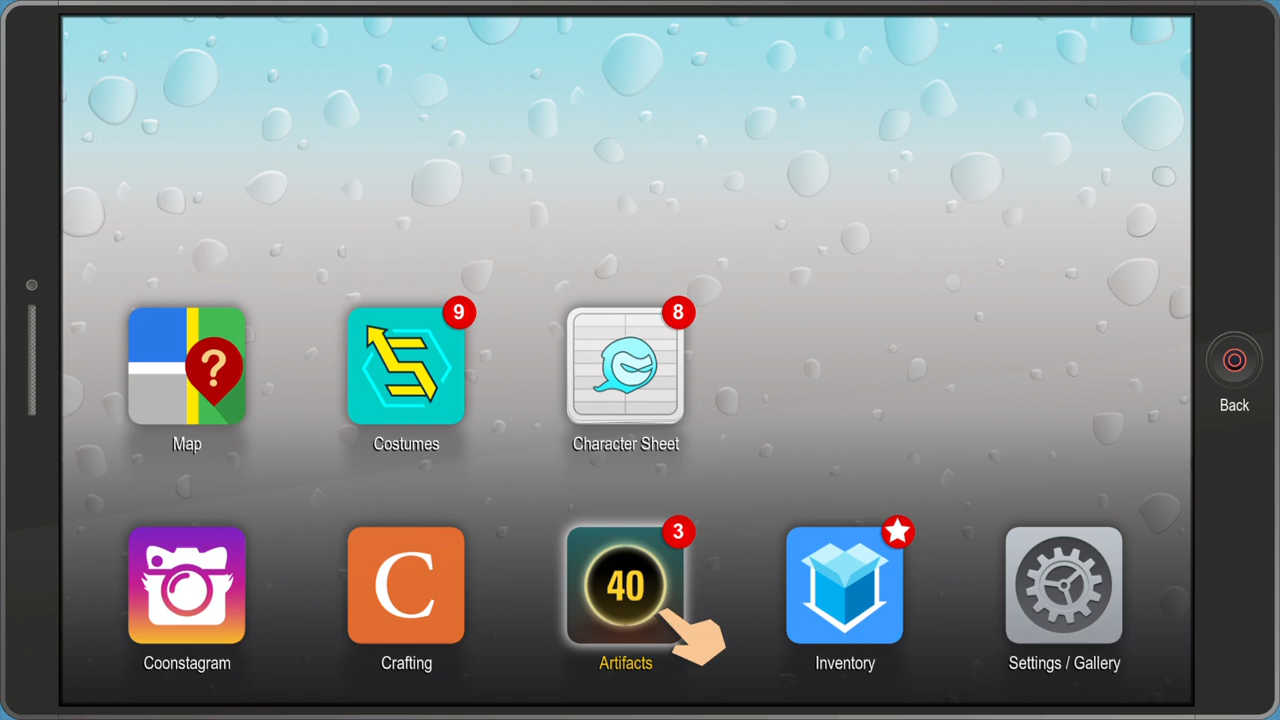 9
8
?
Map
Costumes
Character Sheet
Back
3
C
40
Coonstagram
Crafting
Artifacts
Inventory
Settings / Gallery